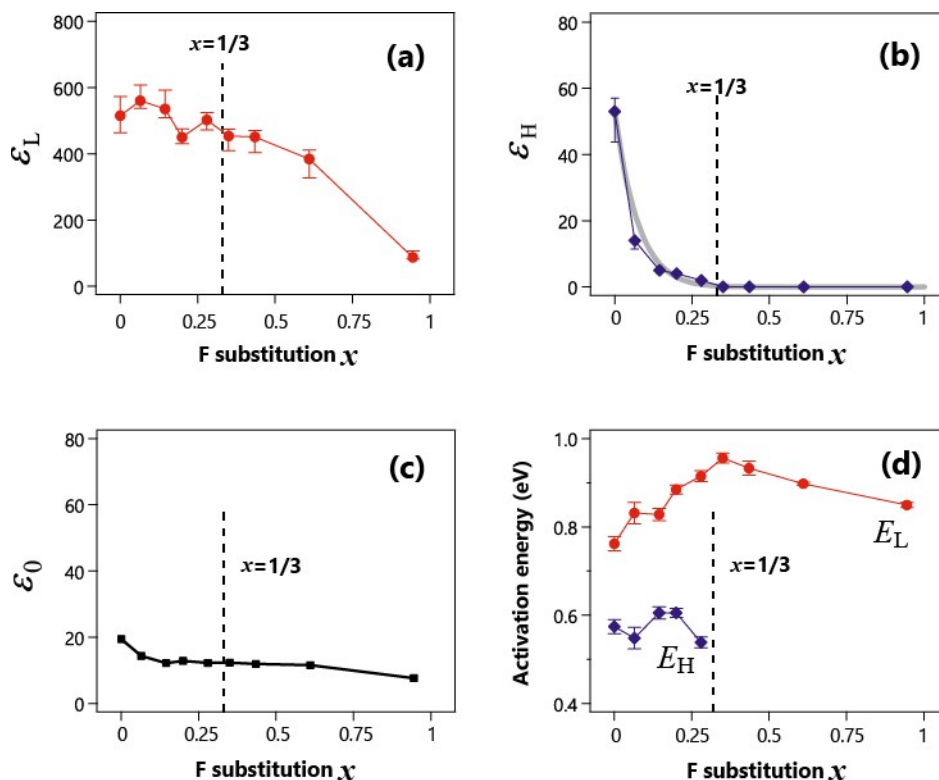 (a)
x=1/3
εL
800
600
400
200
0
0 0.25 0.5 0.75 1
F substitution x
(b)
x=1/3
εH
80
60
40
20
0
0 0.25 0.5 0.75 1
F substitution x
(c)
x=1/3
ε0
80
60
40
20
0
0 0.25 0.5 0.75 1
F substitution x
(d)
x=1/3
Activation energy (eV)
1.0
0.8
0.6
0.4
EL
EH
0 0.25 0.5 0.75 1
F substitution x